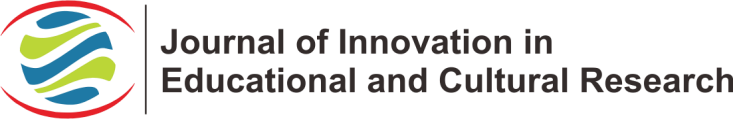 Journal of Innovation in
Educational and Cultural Research